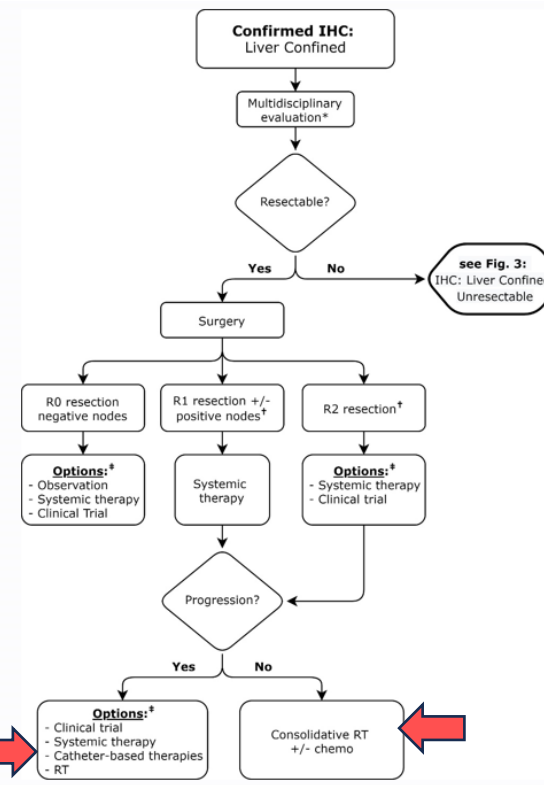 Confirmed IHC:
Liver Confined
Multidisciplinary
evaluation*
Resectable?
Yes
No
see Fig. 3:
IHC: Liver Confined
Unresectable
Surgery
R0 resection
negative nodes
R1 resection +/-
positive nodes†
R2 resection†
Options:‡
- Observation
- Systemic therapy
- Clinical Trial
Systemic
therapy
Options:‡
- Systemic therapy
- Clinical trial
Progression?
Yes
No
Options:‡
- Clinical trial
- Systemic therapy
- Catheter-based therapies
- RT
Consolidative RT
+/- chemo